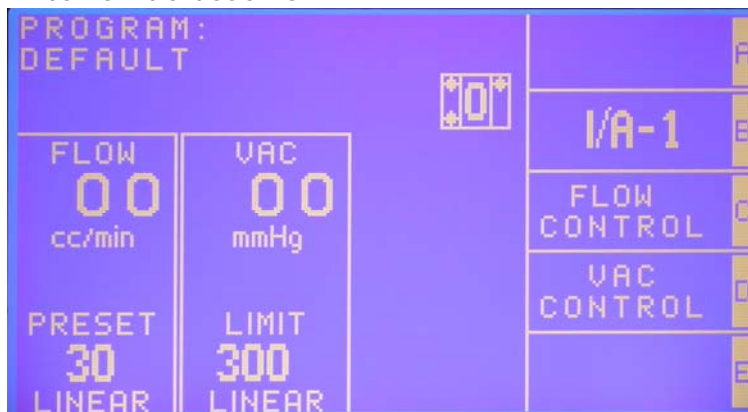 PROGRAM:
DEFAULT
0
I/A-1
FLOW
00
cc/min
PRESET
30
LINEAR
VAC
00
mmHg
LIMIT
300
LINEAR
FLOW
CONTROL
VAC
CONTROL